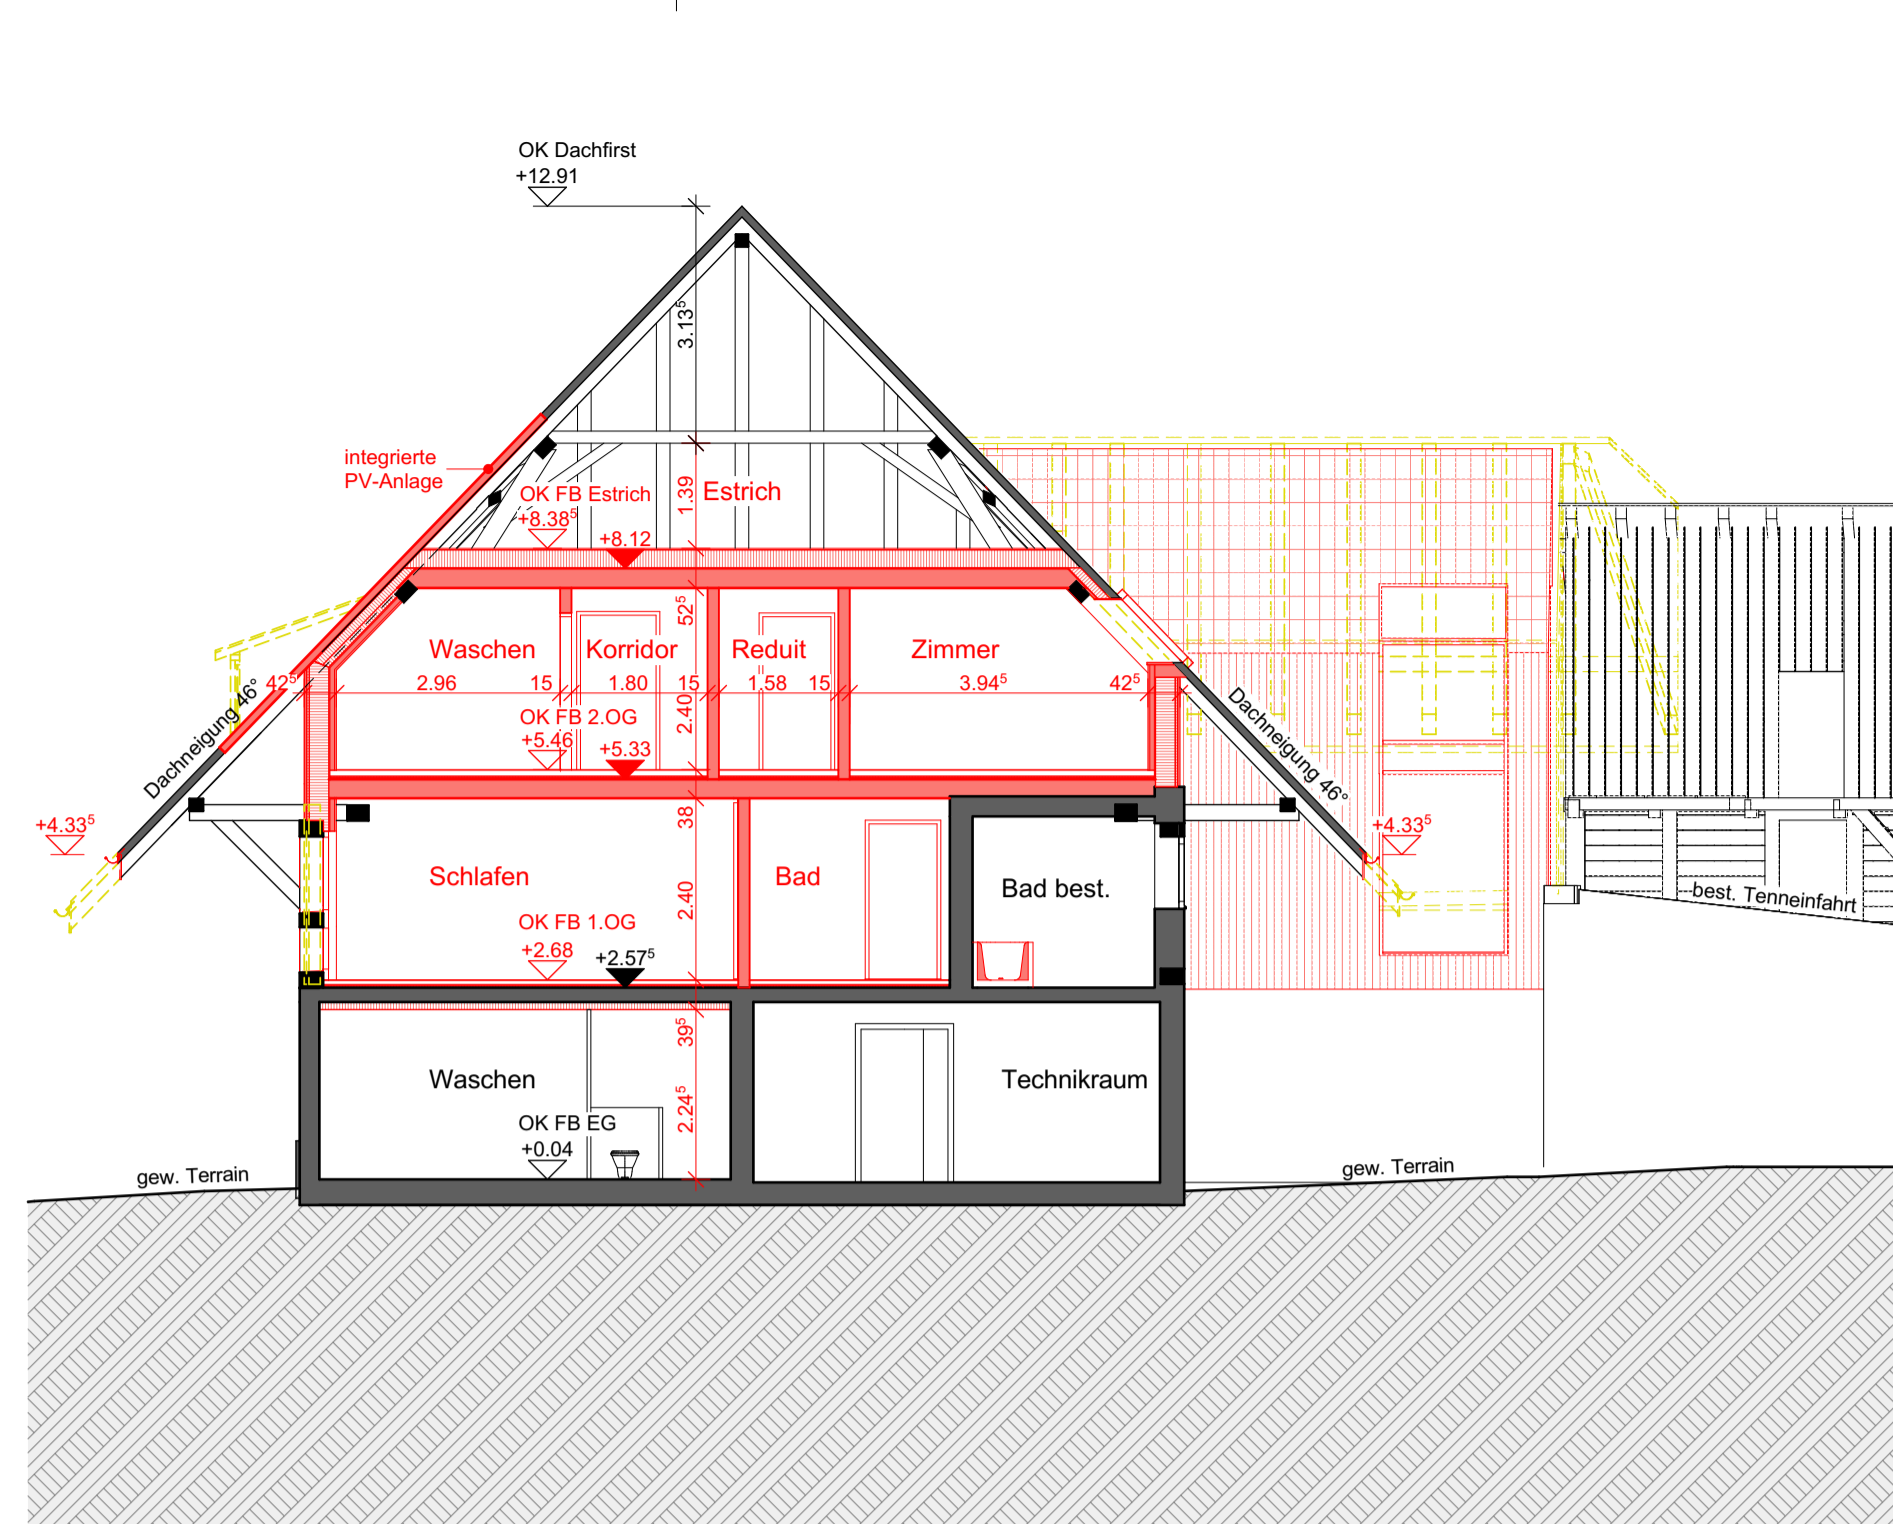 OK Dachfirst
+12.91
3.13⁵
integrierte
PV-Anlage
OK FB Estrich
+8.38⁵
1.39
Estrich
+8.12
52⁵
Waschen
Korridor
Reduit
Zimmer
42⁵
2.96
15
1.80
15
1.58
15
3.94⁵
42⁵
Dachneigung 46°
Dachneigung 46°
OK FB 2.OG
+5.46
+5.33
2.40
+4.33⁵
38
+4.33⁵
Schlafen
Bad
Bad best.
2.40
best. Tenneinfahrt
OK FB 1.OG
+2.68
+2.57⁵
39⁵
Waschen
Technikraum
2.24⁵
OK FB EG
+0.04
gew. Terrain
gew. Terrain